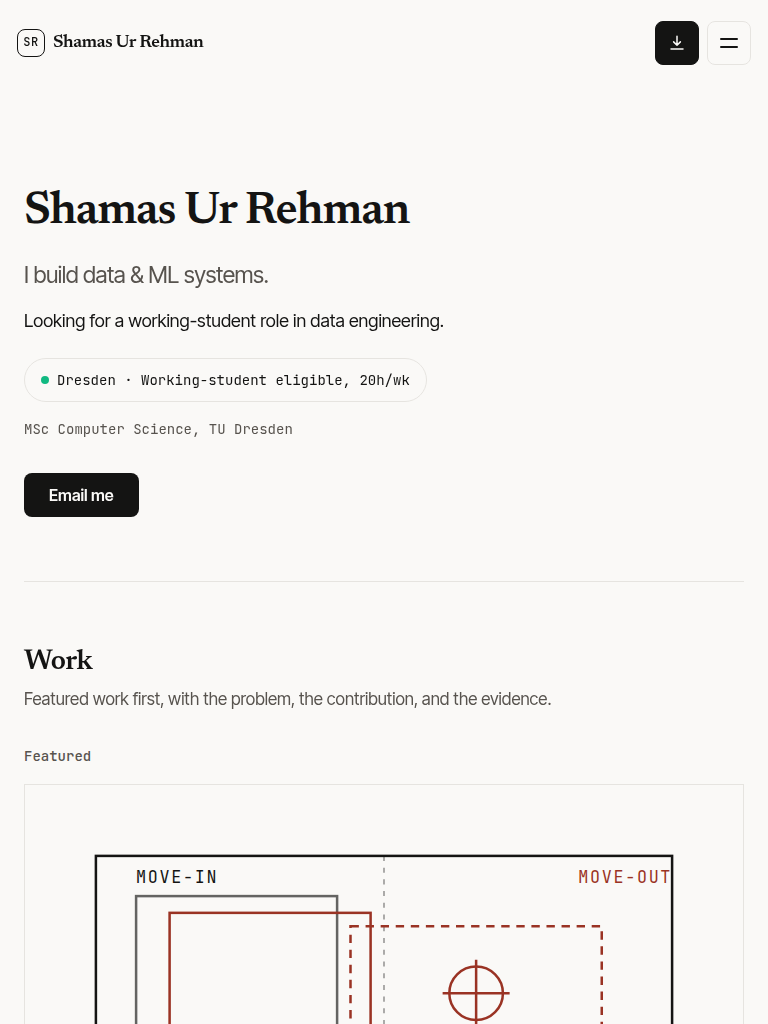 SR Shamas Ur Rehman
Shamas Ur Rehman
I build data & ML systems.
Looking for a working-student role in data engineering.
Dresden · Working-student eligible, 20h/wk
MSc Computer Science, TU Dresden
Email me
Work
Featured work first, with the problem, the contribution, and the evidence.
Featured
MOVE-IN
MOVE-OUT